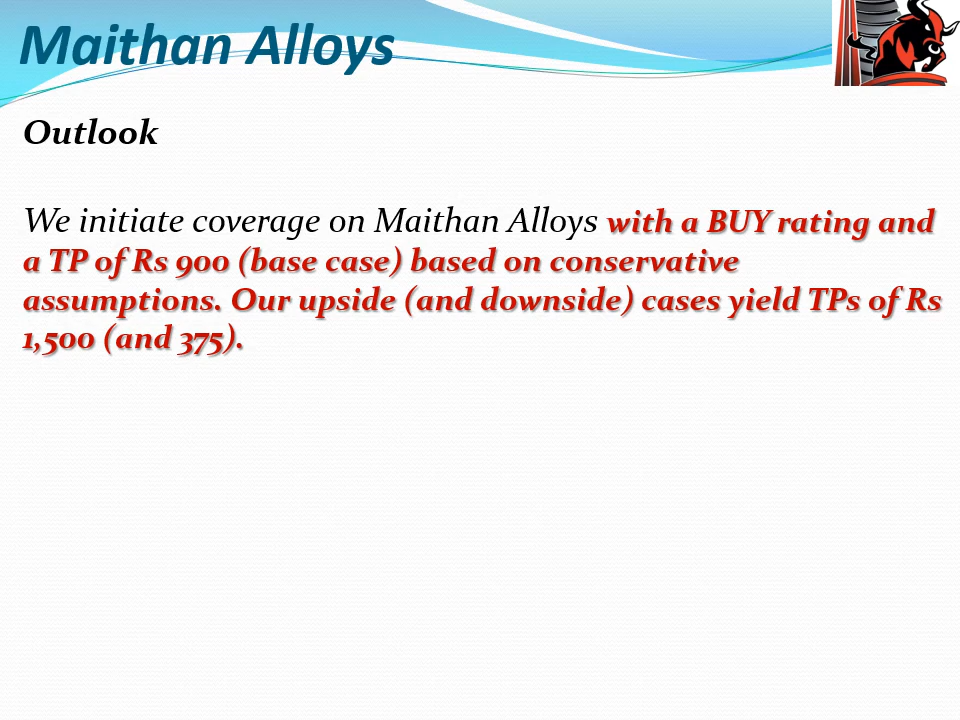 Maithan Alloys
Outlook
We initiate coverage on Maithan Alloys with a BUY rating and
a TP of Rs 900 (base case) based on conservative
assumptions. Our upside (and downside) cases yield TPs of Rs
1,500 (and 375).